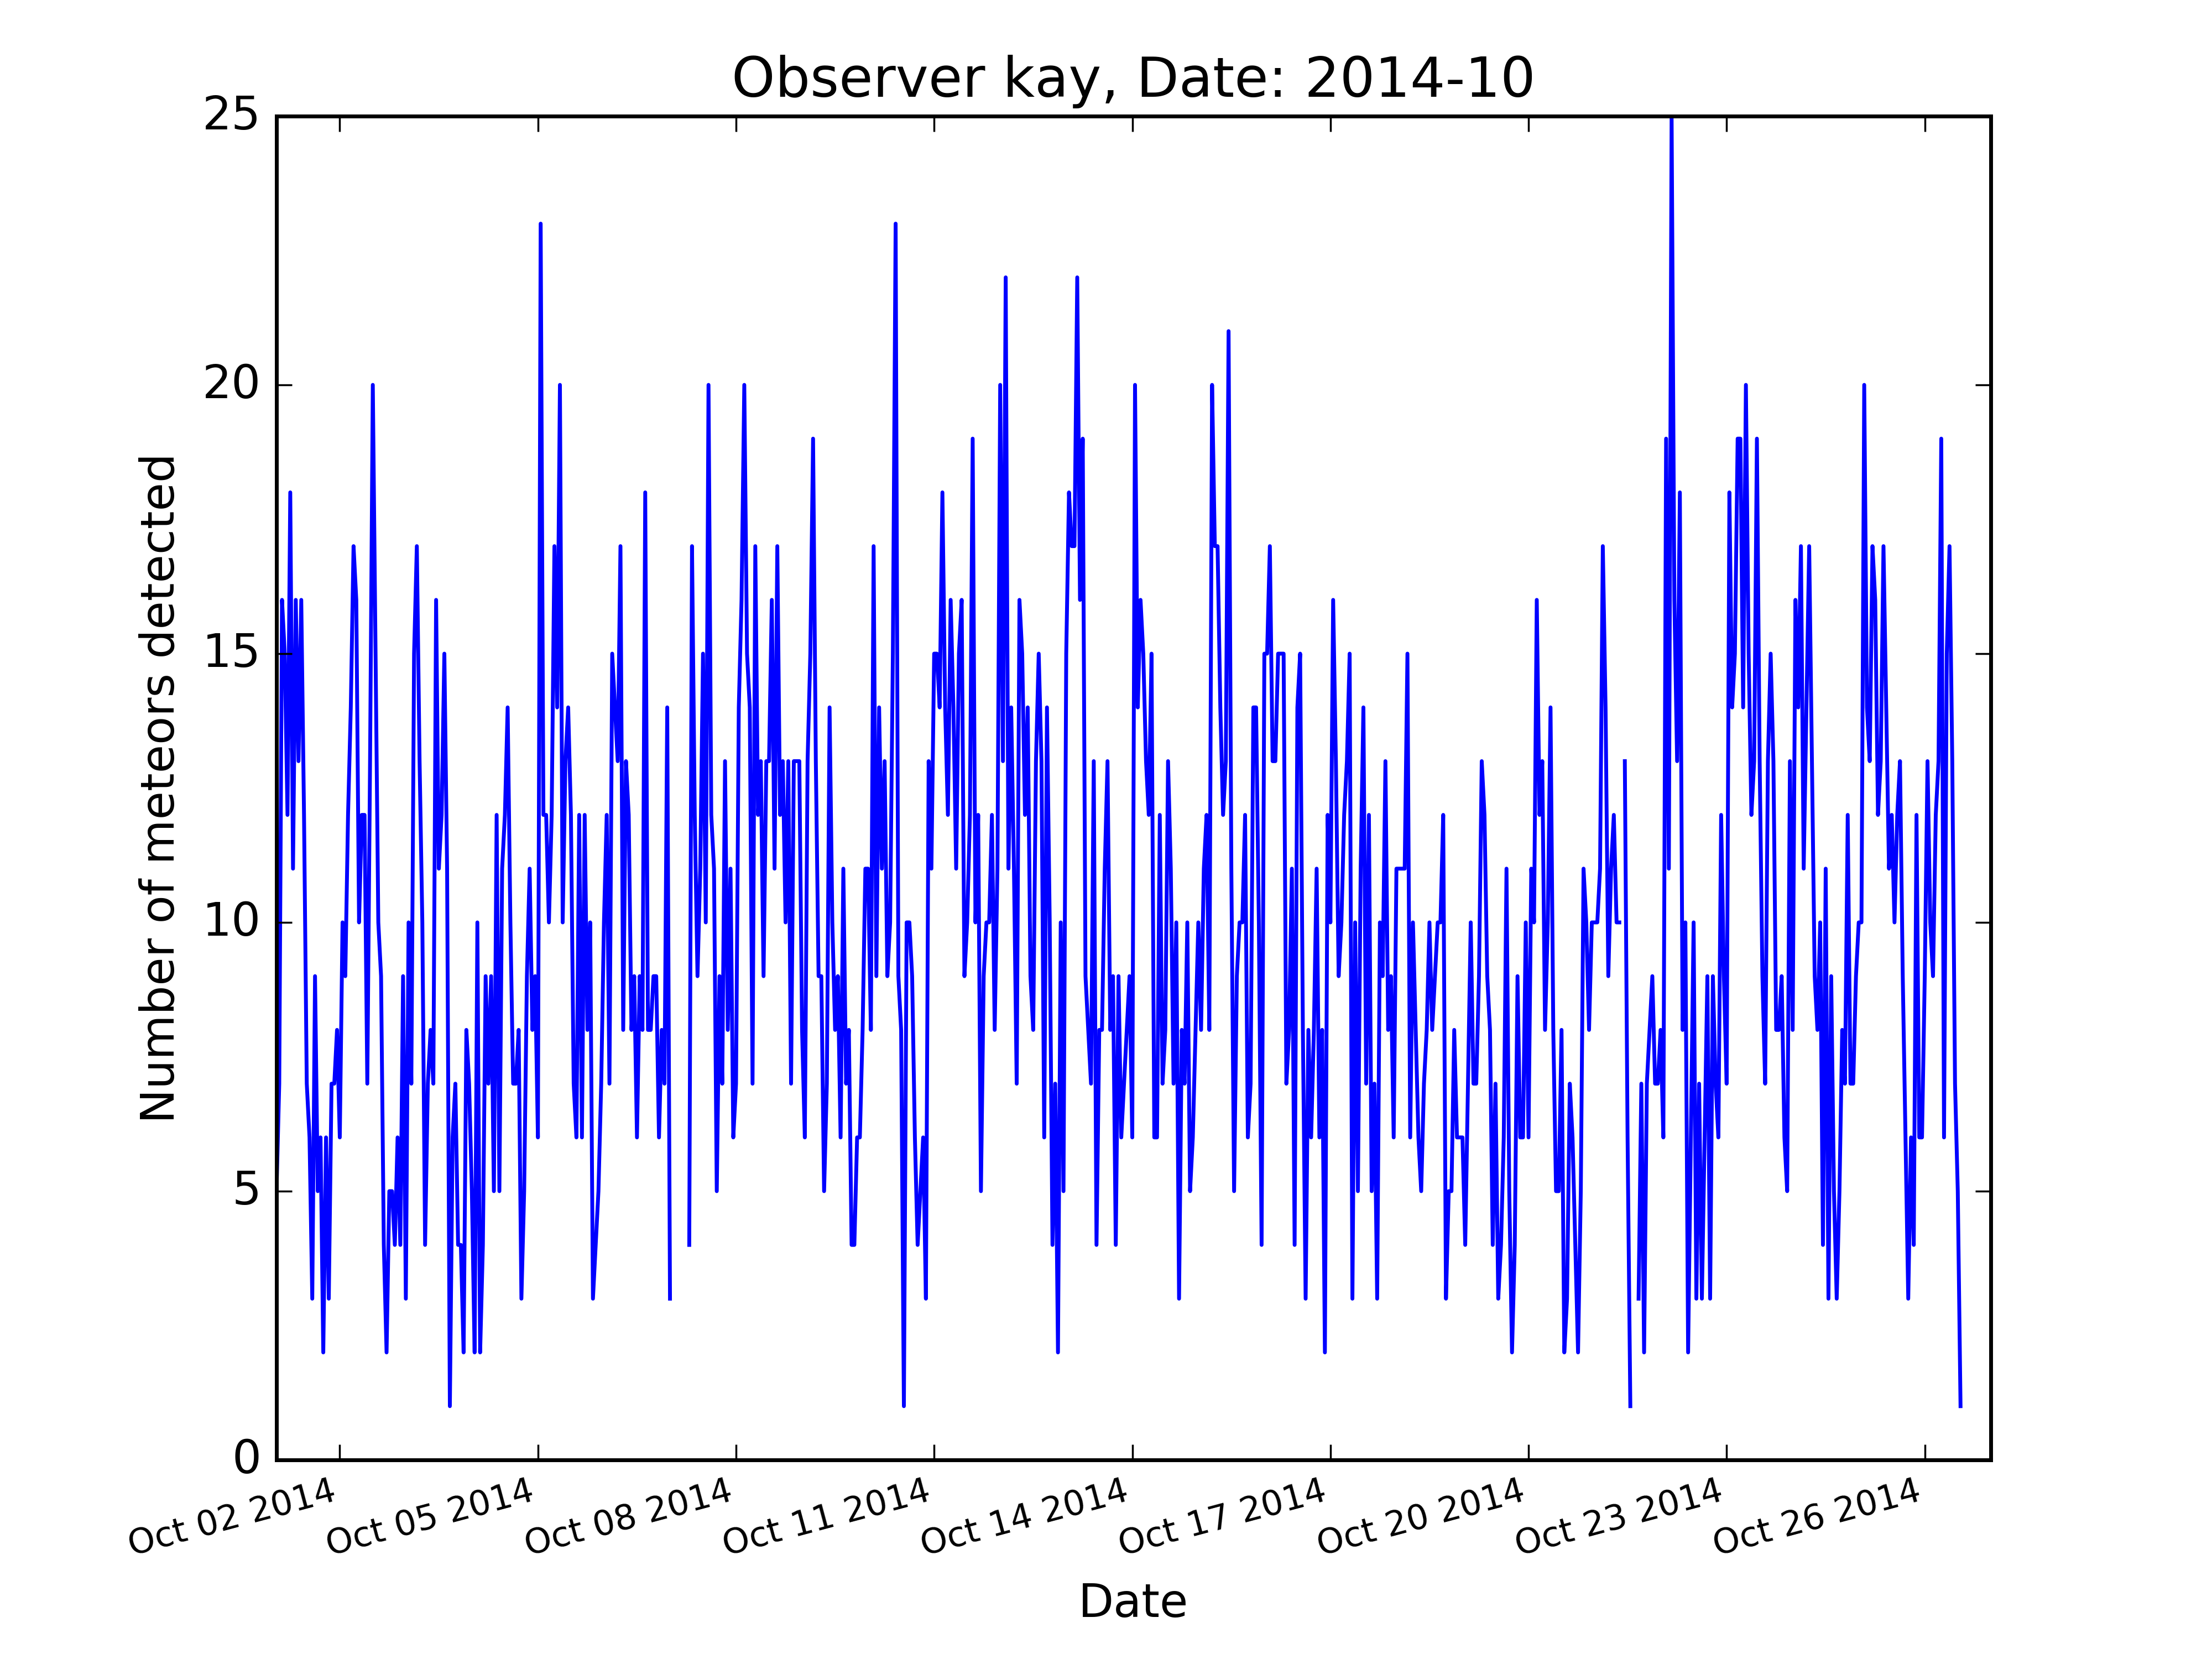 Observer kay, Date: 2014-10
Number of meteors detected
25
20
15
10
5
0
Oct 02 2014
Oct 05 2014
Oct 08 2014
Oct 11 2014
Oct 14 2014
Oct 17 2014
Oct 20 2014
Oct 23 2014
Oct 26 2014
Date